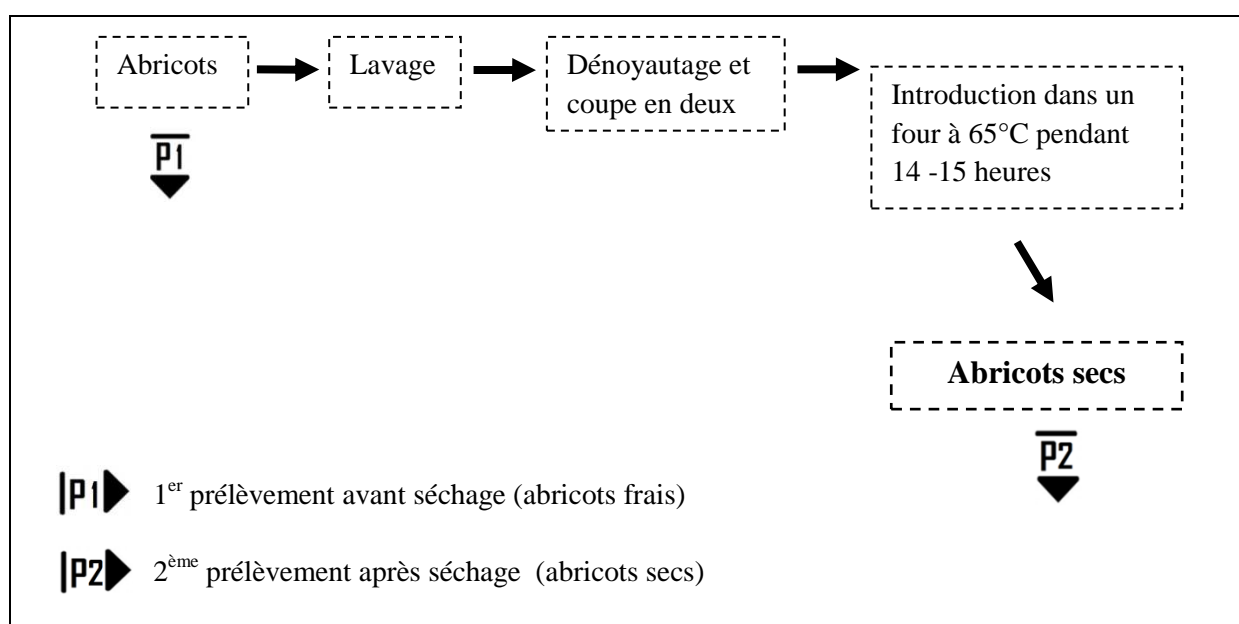 Abricots
Lavage
Dénoyautage et
coupe en deux
Introduction dans un
four à 65°C pendant
14 -15 heures
P1
Abricots secs
P2
P1 1er prélèvement avant séchage (abricots frais)
P2 2ème prélèvement après séchage (abricots secs)